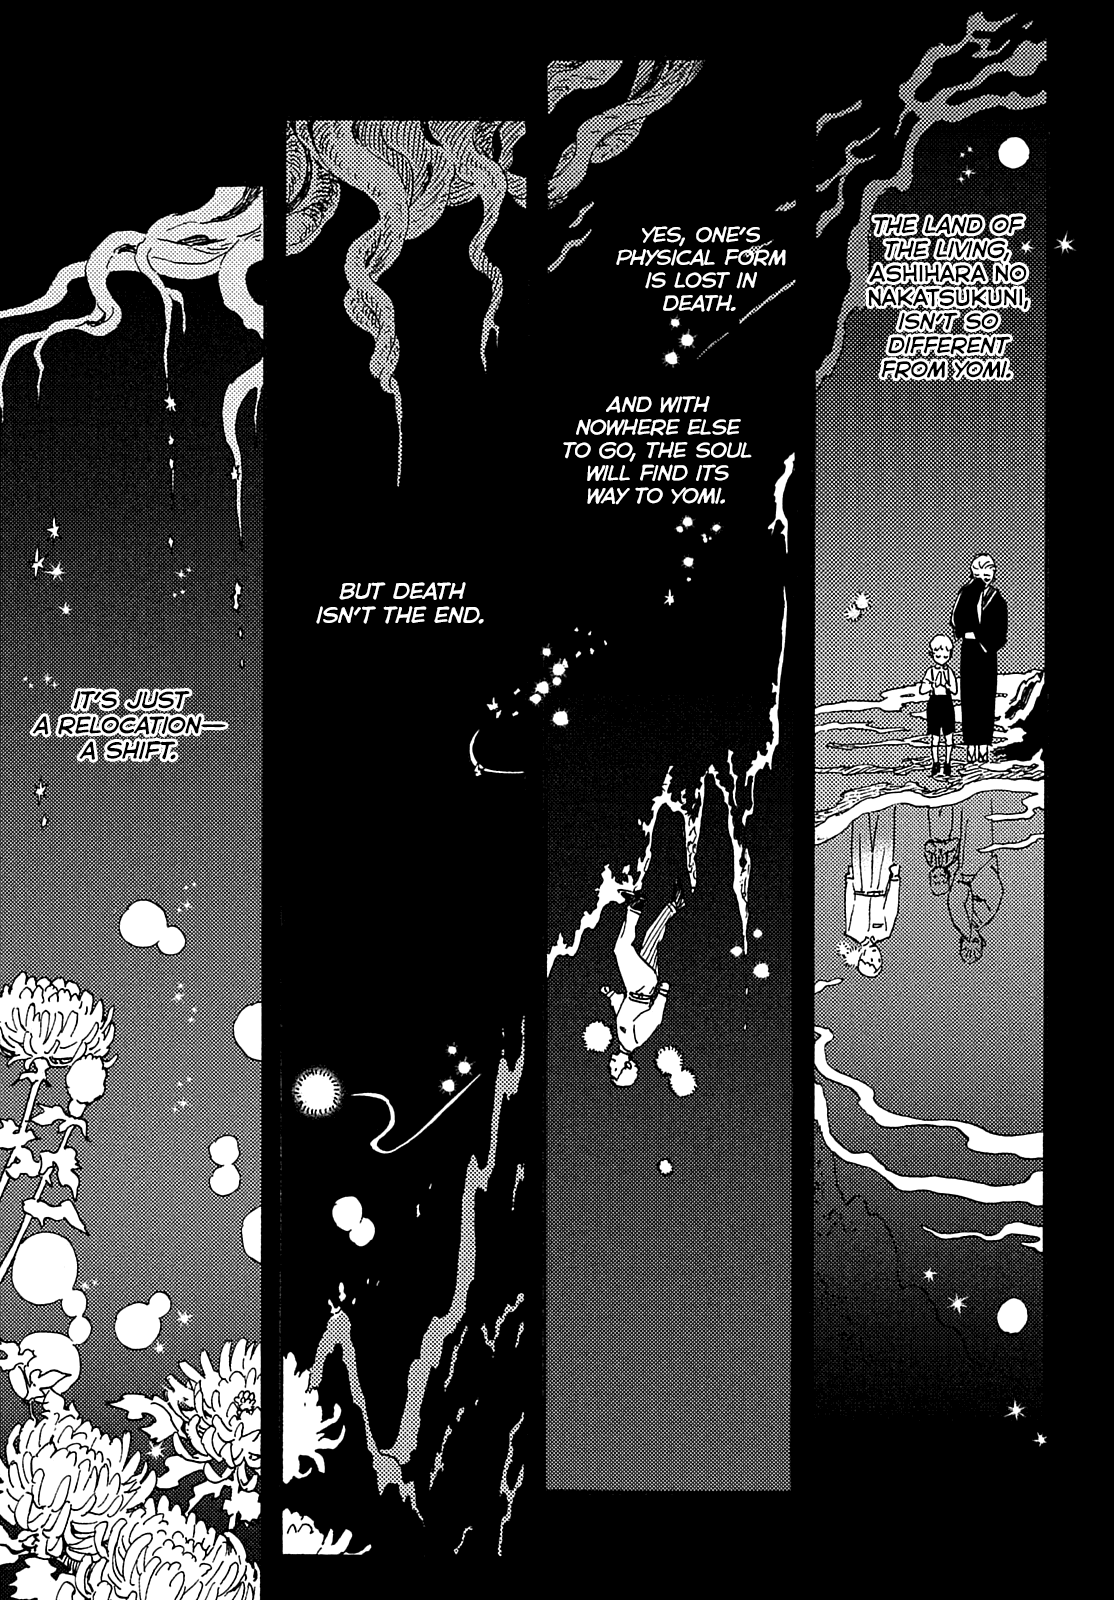 THE LAND OF
THE LIVING,
ASHIHARA NO
NAKATSUKUNI,
ISN'T SO
DIFFERENT
FROM YOMI.
YES, ONE'S
PHYSICAL FORM
IS LOST IN
DEATH.
AND WITH
NOWHERE ELSE
TO GO, THE SOUL
WILL FIND ITS
WAY TO YOMI.
BUT DEATH
ISN'T THE END.
IT'S JUST
A RELOCATION—
A SHIFT.